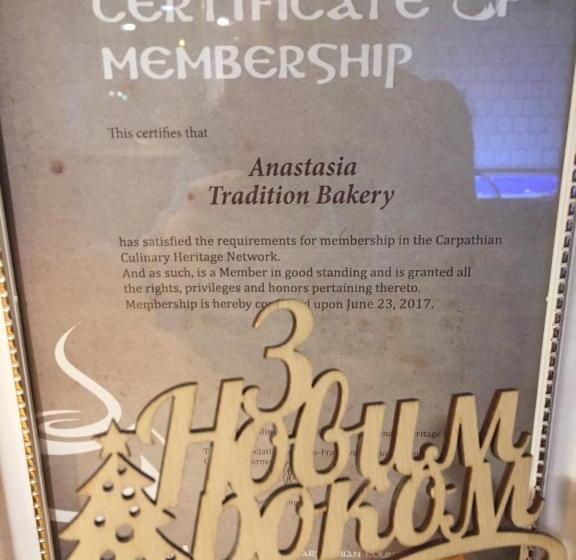 CERTIFICATE OF
MEMBERSHIP
This certifies that
Anastasia
Tradition Bakery
has satisfied the requirements for membership in the Carpathian
Culinary Heritage Network.
And as such, is a Member in good standing and is granted all
the rights, privileges and honors pertaining thereto.
Membership is hereby upon June 23, 2017.
З
Новим
роком